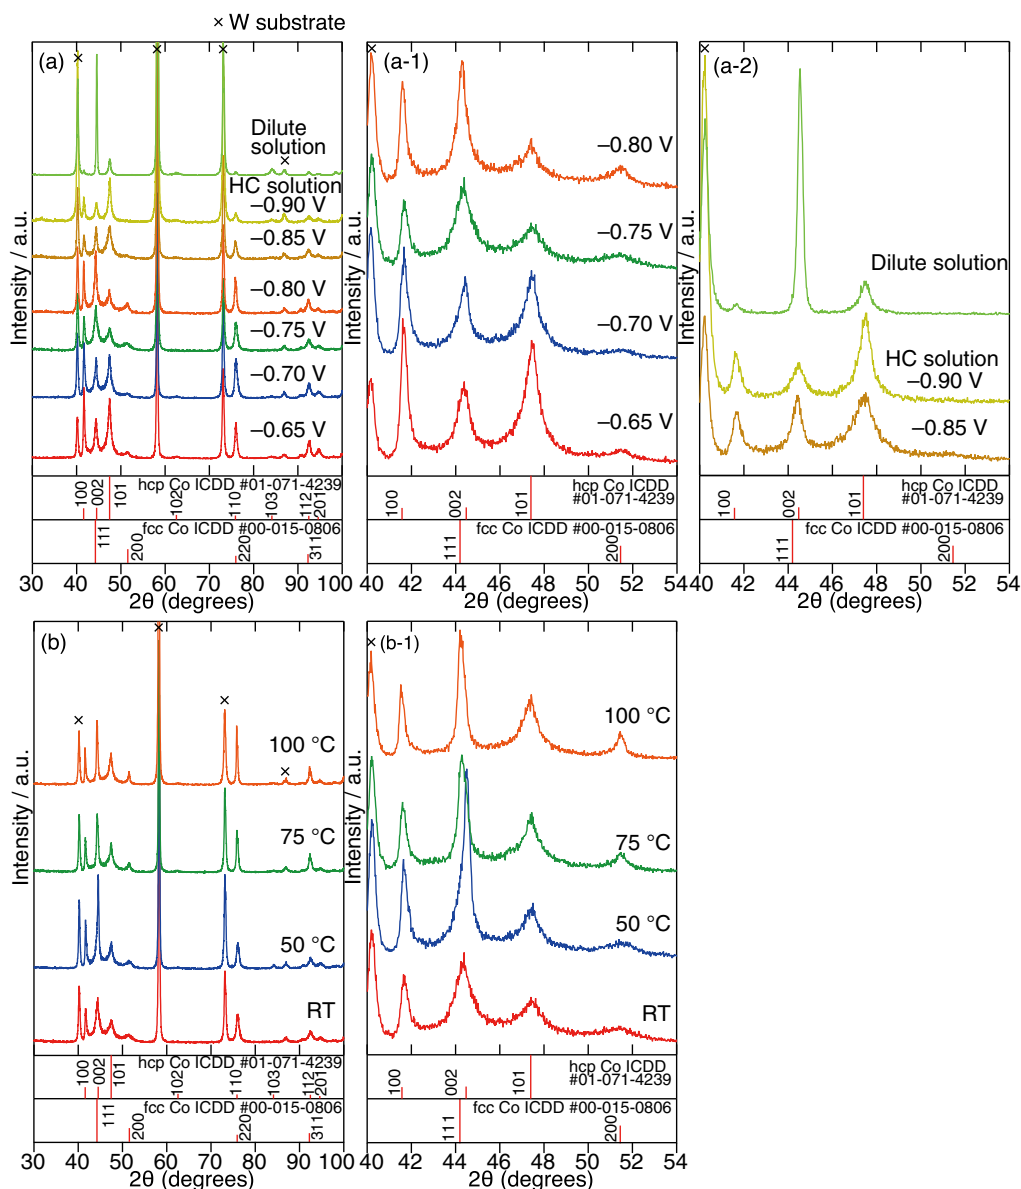 × W substrate
(a)
Dilute
solution
HC solution
−0.90 V
−0.85 V
−0.80 V
−0.75 V
−0.70 V
−0.65 V
Intensity / a.u.
hcp Co ICDD #01-071-4239
100
002
101
102
110
103
112
201
fcc Co ICDD #00-015-0806
111
200
220
311
30 40 50 60 70 80 90 100
2θ (degrees)
(a-1)
−0.80 V
−0.75 V
−0.70 V
−0.65 V
Intensity / a.u.
hcp Co ICDD
#01-071-4239
100
002
101
fcc Co ICDD #00-015-0806
111
200
40 42 44 46 48 50 52 54
2θ (degrees)
(a-2)
Dilute solution
HC solution
−0.90 V
−0.85 V
Intensity / a.u.
hcp Co ICDD
#01-071-4239
100
002
101
fcc Co ICDD #00-015-0806
111
200
40 42 44 46 48 50 52 54
2θ (degrees)
(b)
100 °C
75 °C
50 °C
RT
Intensity / a.u.
hcp Co ICDD #01-071-4239
100
002
101
102
110
103
112
201
fcc Co ICDD #00-015-0806
111
200
220
311
30 40 50 60 70 80 90 100
2θ (degrees)
(b-1)
100 °C
75 °C
50 °C
RT
Intensity / a.u.
hcp Co ICDD
#01-071-4239
100
002
101
fcc Co ICDD #00-015-0806
111
200
40 42 44 46 48 50 52 54
2θ (degrees)